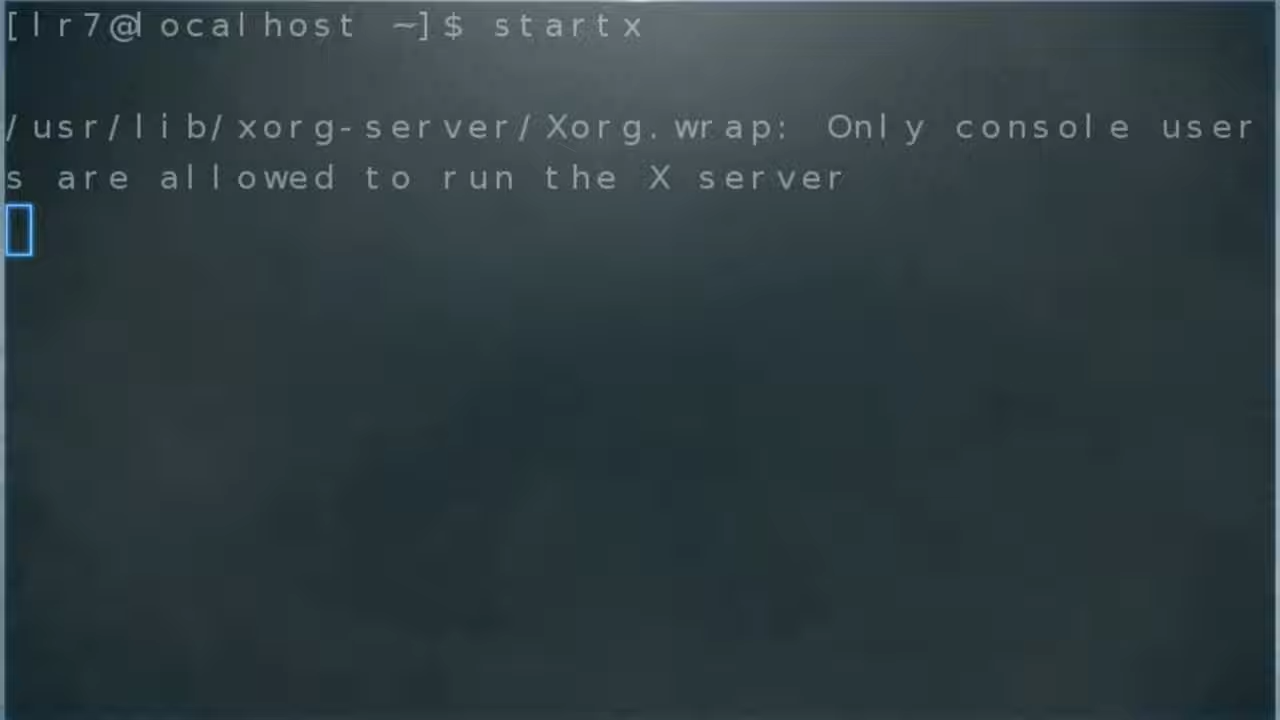 [lr7@localhost ~]$ startx
/usr/lib/xorg-server/Xorg.wrap: Only console user
s are allowed to run the X server